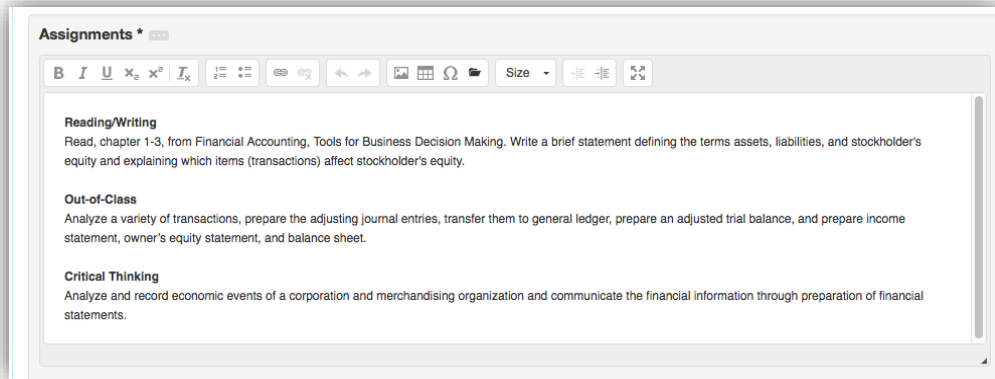 Assignments *
B I U x₂ x² Tx Ω Size
Reading/Writing
Read, chapter 1-3, from Financial Accounting, Tools for Business Decision Making. Write a brief statement defining the terms assets, liabilities, and stockholder's
equity and explaining which items (transactions) affect stockholder's equity.
Out-of-Class
Analyze a variety of transactions, prepare the adjusting journal entries, transfer them to general ledger, prepare an adjusted trial balance, and prepare income
statement, owner's equity statement, and balance sheet.
Critical Thinking
Analyze and record economic events of a corporation and merchandising organization and communicate the financial information through preparation of financial
statements.